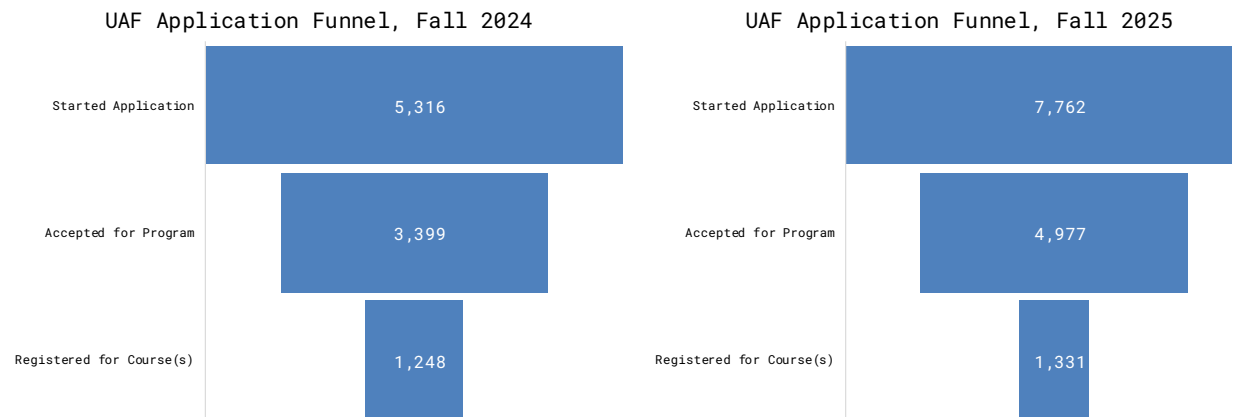 UAF Application Funnel, Fall 2024
Started Application
5,316
Accepted for Program
3,399
Registered for Course(s)
1,248
UAF Application Funnel, Fall 2025
Started Application
7,762
Accepted for Program
4,977
Registered for Course(s)
1,331